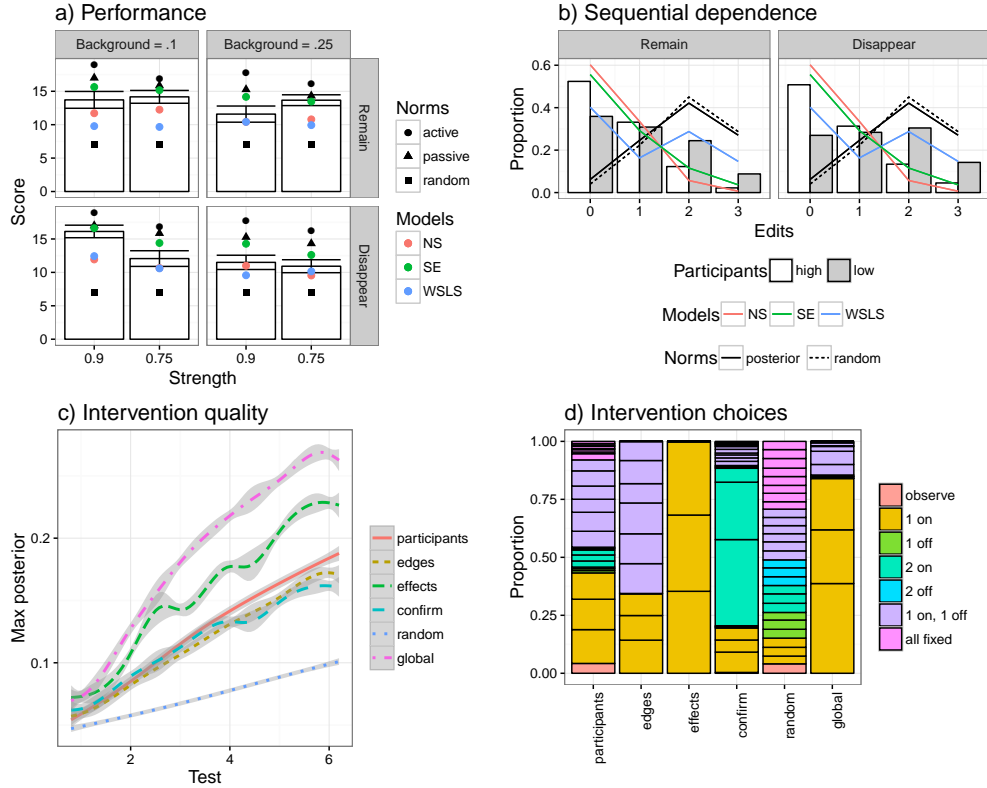 a) Performance
Background = .1
Background = .25
Score
15
10
5
0
Remain
15
10
5
0
Disappear
0.9
0.75
0.9
0.75
Strength
Norms
active
passive
random
Models
NS
SE
WSLS
b) Sequential dependence
Remain
Disappear
Proportion
0.6
0.4
0.2
0.0
0
1
2
3
0
1
2
3
Edits
Participants
high
low
Models
NS
SE
WSLS
Norms
posterior
random
c) Intervention quality
Max posterior
0.2
0.1
2
4
6
Test
participants
edges
effects
confirm
random
global
d) Intervention choices
Proportion
1.00
0.75
0.50
0.25
0.00
participants
edges
effects
confirm
random
global
observe
1 on
1 off
2 on
2 off
1 on, 1 off
all fixed